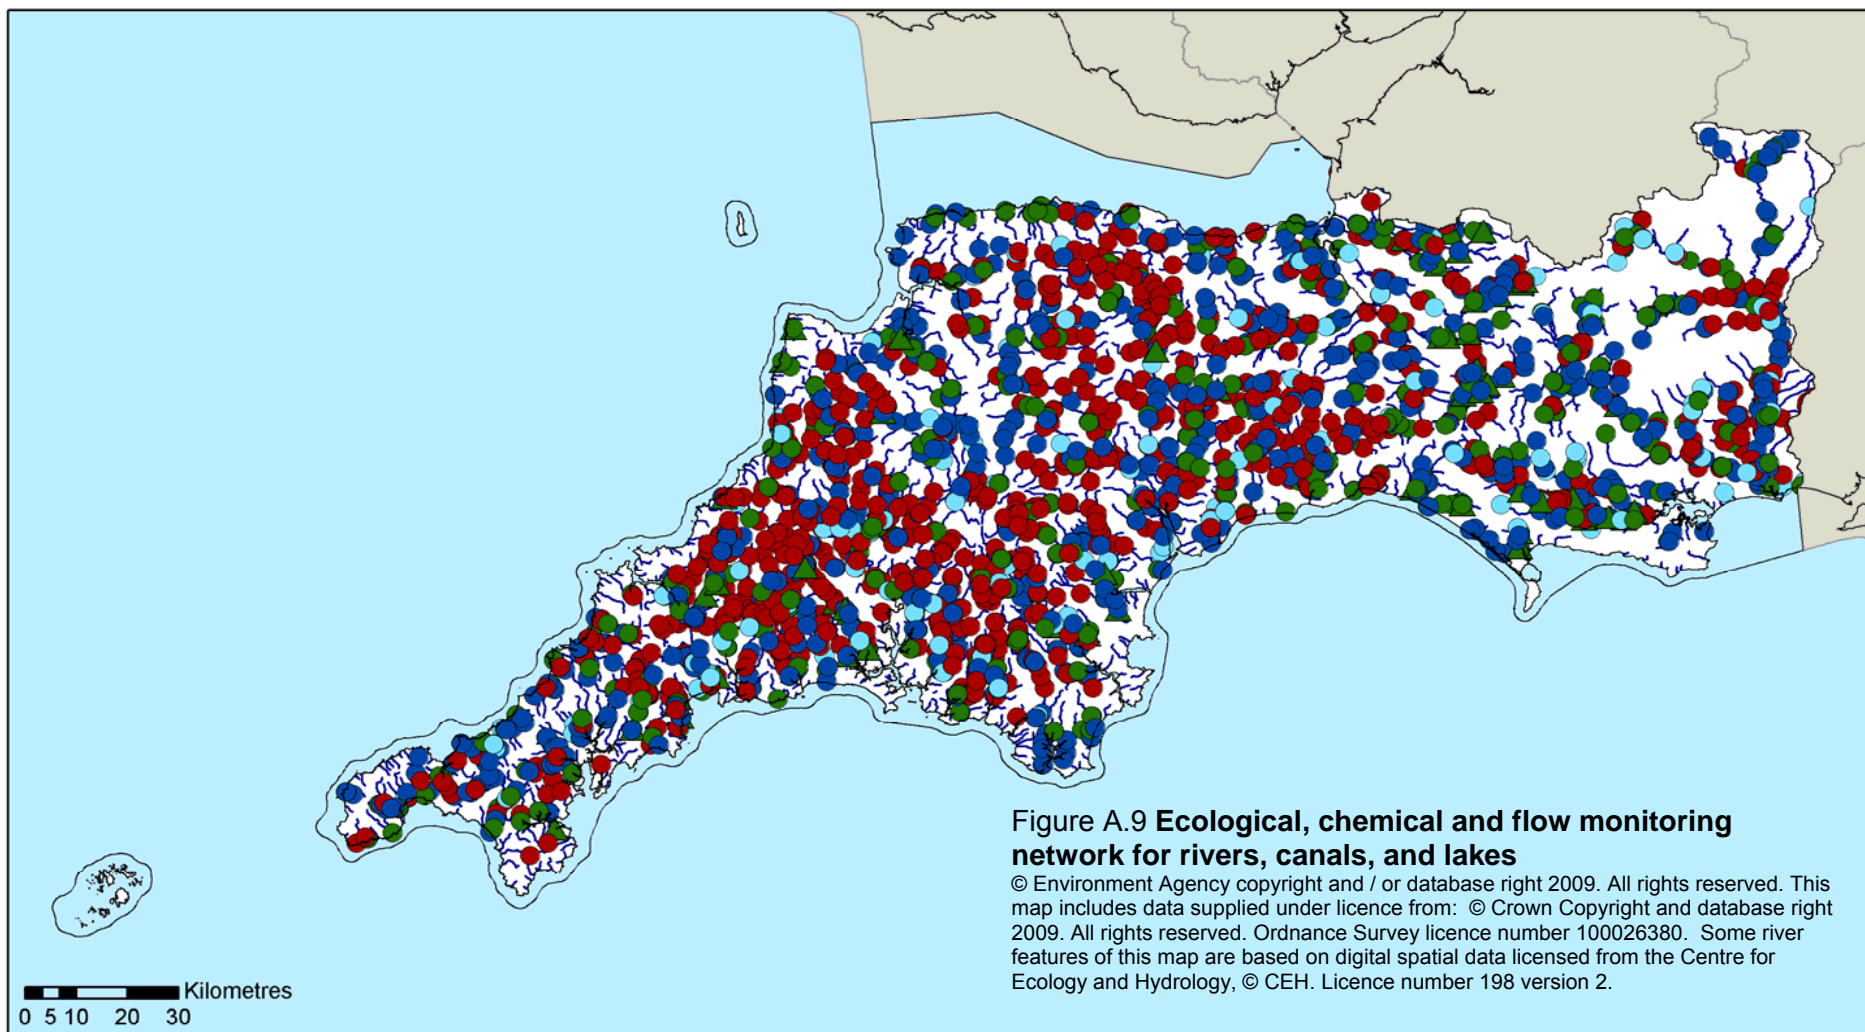 Figure A.9 Ecological, chemical and flow monitoring
network for rivers, canals, and lakes
© Environment Agency copyright and / or database right 2009. All rights reserved. This
map includes data supplied under licence from:  © Crown Copyright and database right
2009. All rights reserved. Ordnance Survey licence number 100026380.  Some river
features of this map are based on digital spatial data licensed from the Centre for
Ecology and Hydrology, © CEH. Licence number 198 version 2.
Kilometres
0 5 10 20 30